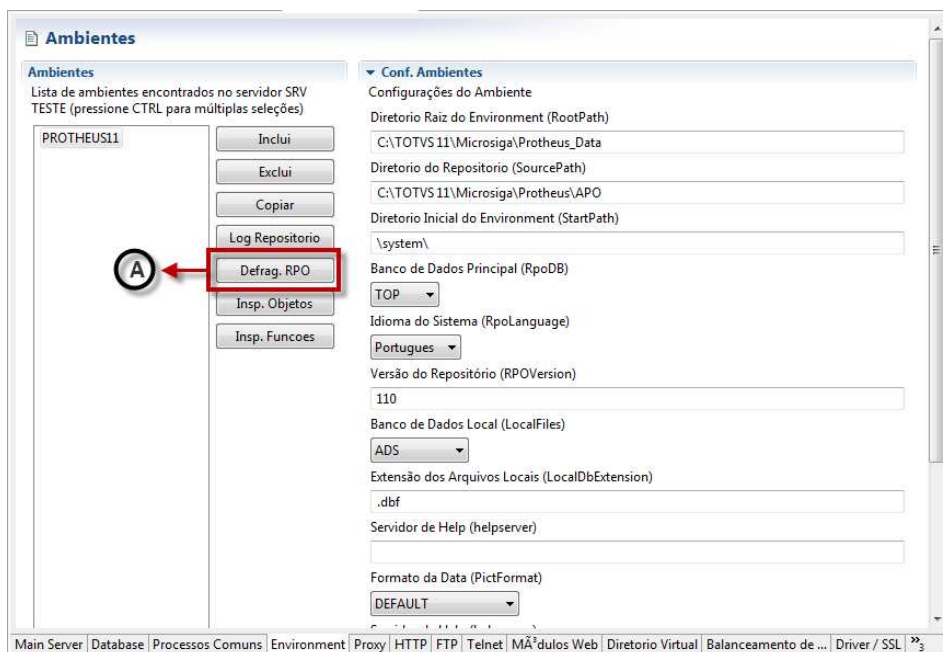 Ambientes
Ambientes
Lista de ambientes encontrados no servidor SRV
TESTE (pressione CTRL para múltiplas seleções)
PROTHEUS11
Inclui
Exclui
Copiar
Log Repositorio
A
Defrag. RPO
Insp. Objetos
Insp. Funcoes
Conf. Ambientes
Configurações do Ambiente
Diretorio Raiz do Environment (RootPath)
C:\TOTVS 11\Microsiga\Protheus_Data
Diretorio do Repositorio (SourcePath)
C:\TOTVS 11\Microsiga\Protheus\APO
Diretorio Inicial do Environment (StartPath)
\system\
Banco de Dados Principal (RpoDB)
TOP
Idioma do Sistema (RpoLanguage)
Portugues
Versão do Repositório (RPOVersion)
110
Banco de Dados Local (LocalFiles)
ADS
Extensão dos Arquivos Locais (LocalDbExtension)
.dbf
Servidor de Help (helpserver)
Formato da Data (PictFormat)
DEFAULT
Main Server Database Processos Comuns Environment Proxy HTTP FTP Telnet MÃ³dulos Web Diretorio Virtual Balanceamento de ... Driver / SSL »3